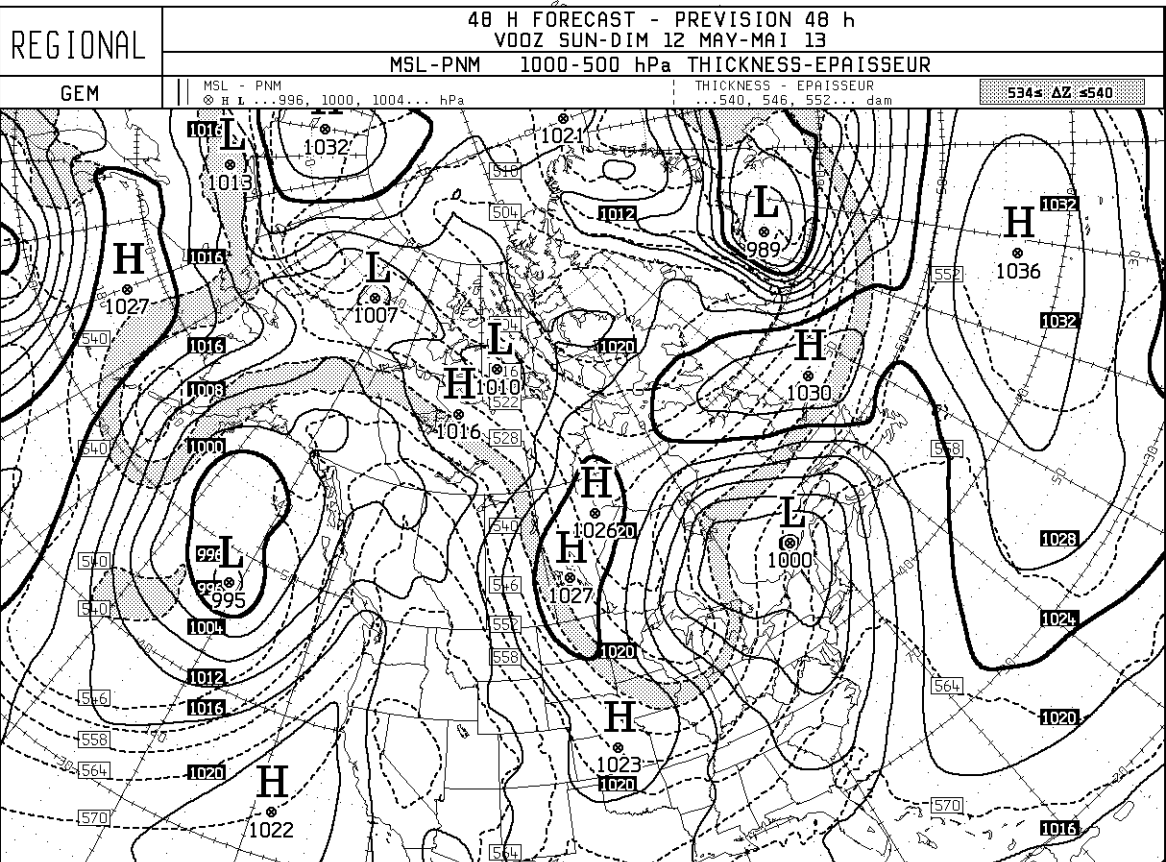 REGIONAL
48 H FORECAST - PREVISION 48 h
V00Z SUN-DIM 12 MAY-MAI 13
MSL-PNM 1000-500 hPa THICKNESS-EPAISSEUR
GEM
MSL - PNM
⊗ H L ...996, 1000, 1004... hPa
THICKNESS - EPAISSEUR
...540, 546, 552... dam
534≤ ΔZ ≤540
1016
L
1013
H
1032
1021
510
504
1012
L
989
H
1036
1032
552
1032
H
1027
1016
L
1007
540
1016
L
1010
1020
H
1030
H
1016
522
528
1008
540
1000
558
H
1026
20
H
1027
L
1000
540
546
552
558
1028
996
L
995
996
540
540
1004
1020
1024
1012
546
1016
564
1020
H
1023
1020
558
564
1020
H
1022
570
570
1016
564